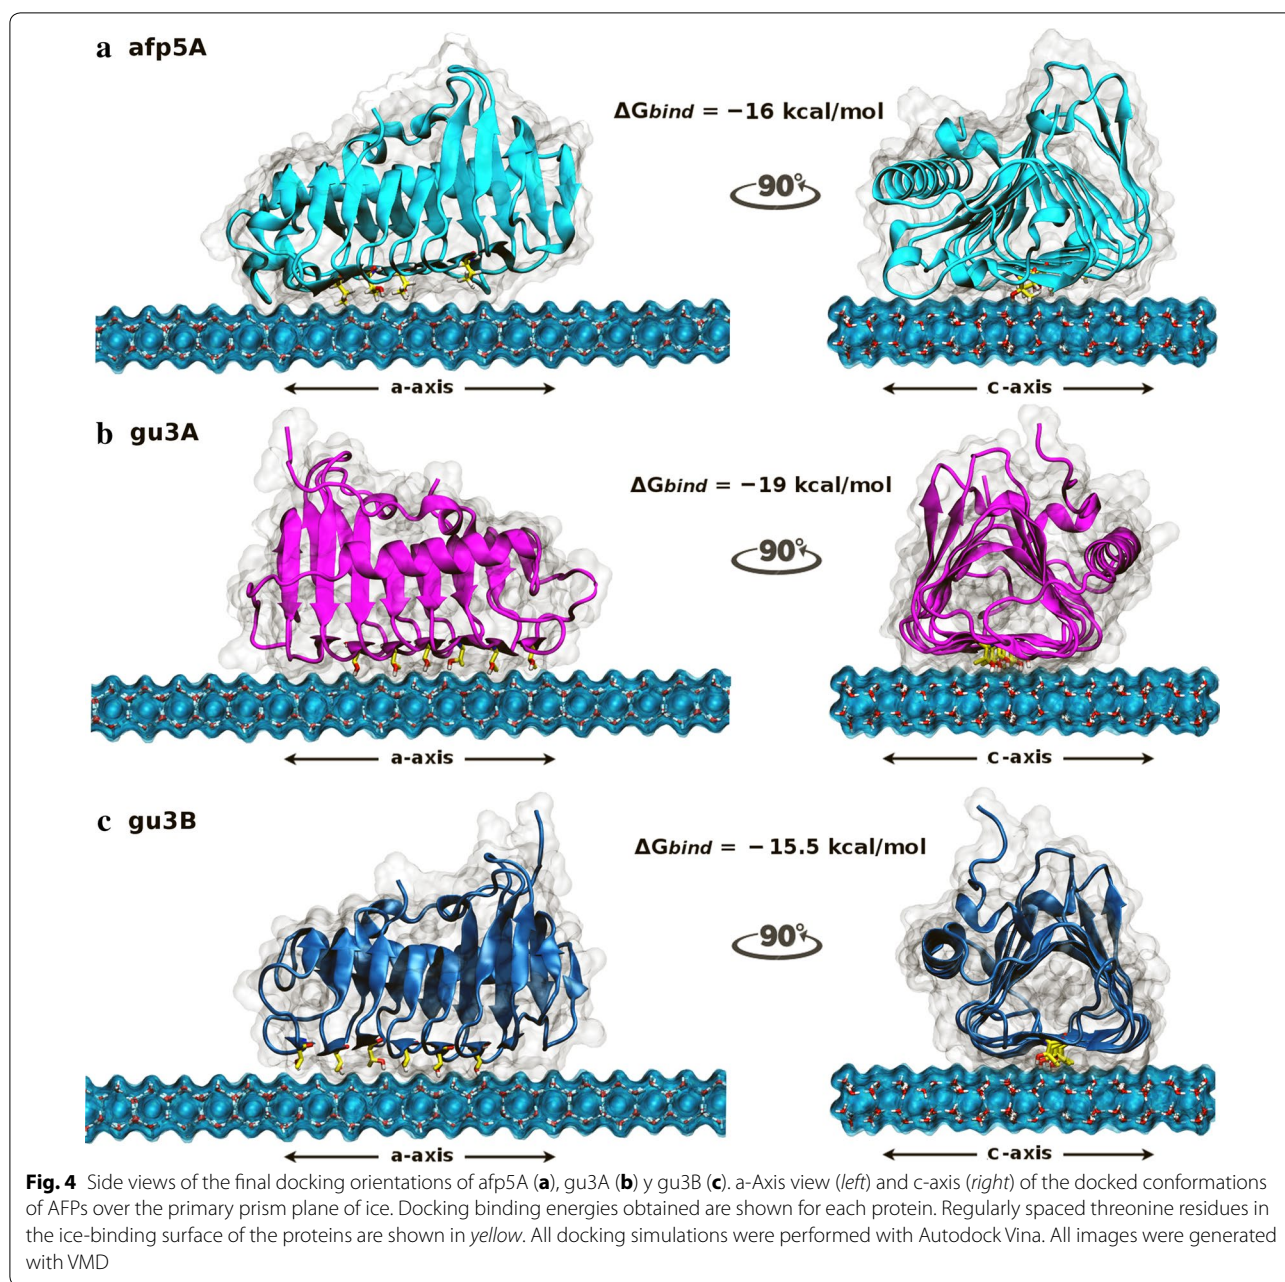 a afp5A
ΔGbind = −16 kcal/mol
90°
a-axis
c-axis
b gu3A
ΔGbind = −19 kcal/mol
90°
a-axis
c-axis
c gu3B
ΔGbind = −15.5 kcal/mol
90°
a-axis
c-axis
Fig. 4 Side views of the final docking orientations of afp5A (a), gu3A (b) y gu3B (c). a-Axis view (left) and c-axis (right) of the docked conformations
of AFPs over the primary prism plane of ice. Docking binding energies obtained are shown for each protein. Regularly spaced threonine residues in
the ice-binding surface of the proteins are shown in yellow. All docking simulations were performed with Autodock Vina. All images were generated
with VMD